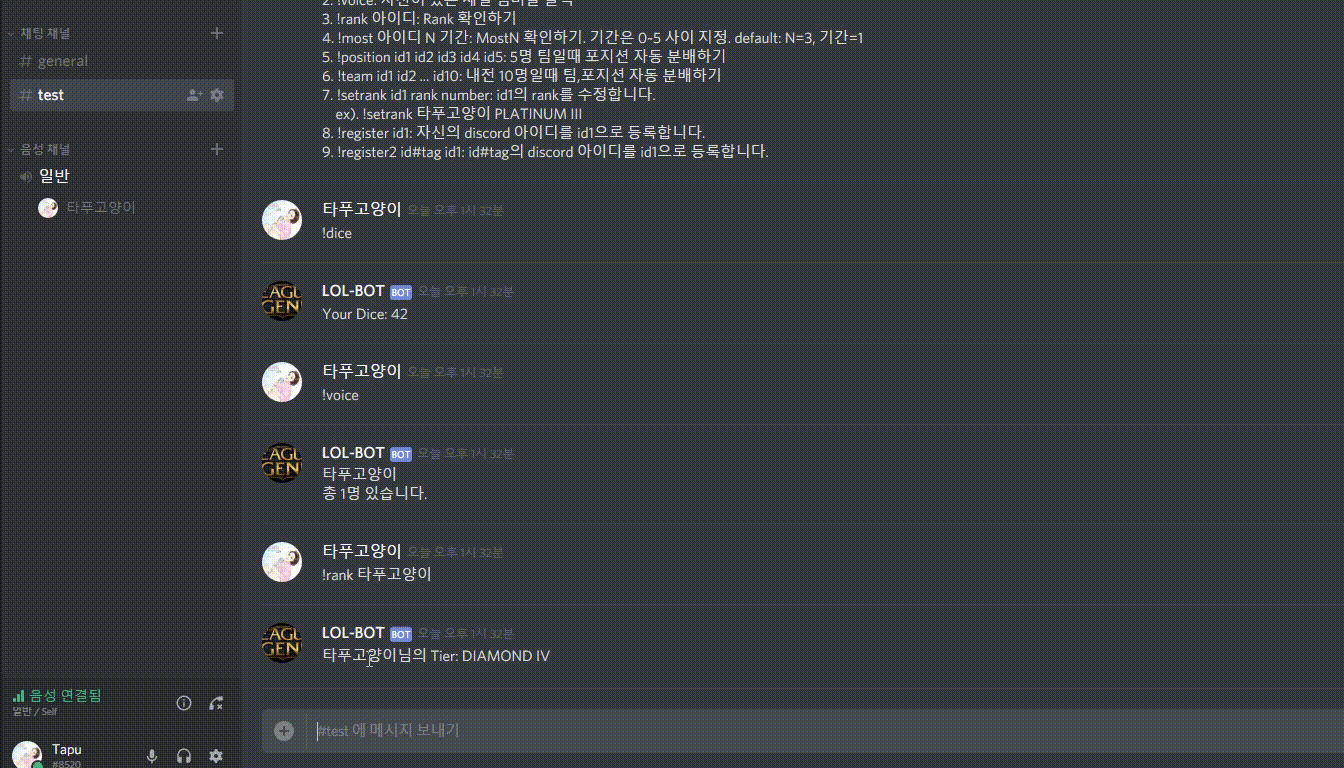 채팅 채널
# general
# test
음성 채널
일반
타푸고양이
음성 연결됨
일반 / Self
Tapu
#8520
2. !voice: 자신이 있는 채널 멤버를 출력
3. !rank 아이디: Rank 확인하기
4. !most 아이디 N 기간: MostN 확인하기. 기간은 0-5 사이 지정. default: N=3, 기간=1
5. !position id1 id2 id3 id4 id5: 5명 팀일때 포지션 자동 분배하기
6. !team id1 id2 ... id10: 내전 10명일때 팀,포지션 자동 분배하기
7. !setrank id1 rank number: id1의 rank를 수정합니다.
ex). !setrank 타푸고양이 PLATINUM III
8. !register id1: 자신의 discord 아이디를 id1으로 등록합니다.
9. !register2 id#tag id1: id#tag의 discord 아이디를 id1으로 등록합니다.
타푸고양이 오늘 오후 1시 32분
!dice
LOL-BOT BOT 오늘 오후 1시 32분
Your Dice: 42
타푸고양이 오늘 오후 1시 32분
!voice
LOL-BOT BOT 오늘 오후 1시 32분
타푸고양이
총 1명 있습니다.
타푸고양이 오늘 오후 1시 32분
!rank 타푸고양이
LOL-BOT BOT 오늘 오후 1시 32분
타푸고양이님의 Tier: DIAMOND IV
#test 에 메시지 보내기